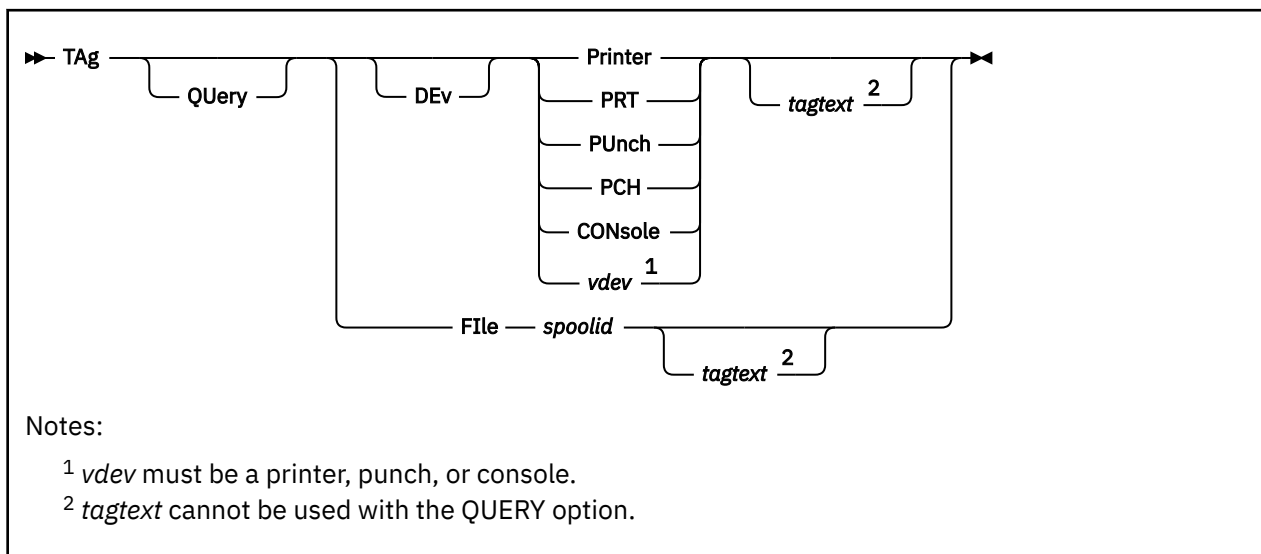 TAg QUery DEv Printer tagtext 2
PRT
PUnch
PCH
CONsole
vdev 1
FIle spoolid tagtext 2
Notes:
1 vdev must be a printer, punch, or console.
2 tagtext cannot be used with the QUERY option.